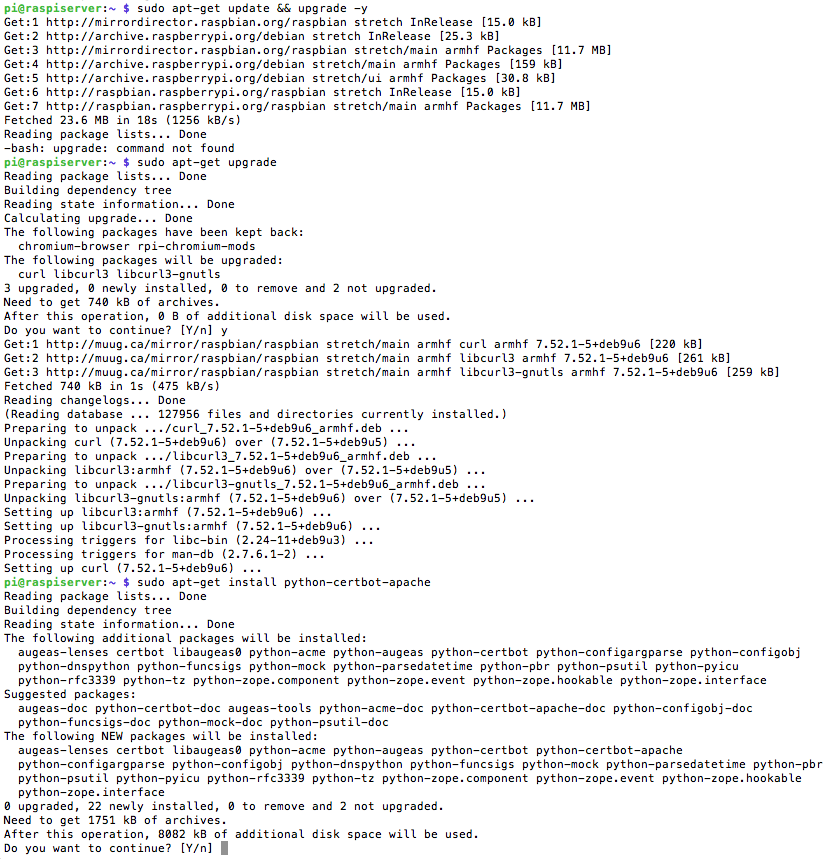 pi@raspiserver:~ $ sudo apt-get update && upgrade -y
Get:1 http://mirrordirector.raspbian.org/raspbian stretch InRelease [15.0 kB]
Get:2 http://archive.raspberrypi.org/debian stretch InRelease [25.3 kB]
Get:3 http://mirrordirector.raspbian.org/raspbian stretch/main armhf Packages [11.7 MB]
Get:4 http://archive.raspberrypi.org/debian stretch/main armhf Packages [159 kB]
Get:5 http://archive.raspberrypi.org/debian stretch/ui armhf Packages [30.8 kB]
Get:6 http://raspbian.raspberrypi.org/raspbian stretch InRelease [15.0 kB]
Get:7 http://raspbian.raspberrypi.org/raspbian stretch/main armhf Packages [11.7 MB]
Fetched 23.6 MB in 18s (1256 kB/s)
Reading package lists... Done
-bash: upgrade: command not found
pi@raspiserver:~ $ sudo apt-get upgrade
Reading package lists... Done
Building dependency tree
Reading state information... Done
Calculating upgrade... Done
The following packages have been kept back:
  chromium-browser rpi-chromium-mods
The following packages will be upgraded:
  curl libcurl3 libcurl3-gnutls
3 upgraded, 0 newly installed, 0 to remove and 2 not upgraded.
Need to get 740 kB of archives.
After this operation, 0 B of additional disk space will be used.
Do you want to continue? [Y/n] y
Get:1 http://muug.ca/mirror/raspbian/raspbian stretch/main armhf curl armhf 7.52.1-5+deb9u6 [220 kB]
Get:2 http://muug.ca/mirror/raspbian/raspbian stretch/main armhf libcurl3 armhf 7.52.1-5+deb9u6 [261 kB]
Get:3 http://muug.ca/mirror/raspbian/raspbian stretch/main armhf libcurl3-gnutls armhf 7.52.1-5+deb9u6 [259 kB]
Fetched 740 kB in 1s (475 kB/s)
Reading changelogs... Done
(Reading database ... 127956 files and directories currently installed.)
Preparing to unpack .../curl_7.52.1-5+deb9u6_armhf.deb ...
Unpacking curl (7.52.1-5+deb9u6) over (7.52.1-5+deb9u5) ...
Preparing to unpack .../libcurl3_7.52.1-5+deb9u6_armhf.deb ...
Unpacking libcurl3:armhf (7.52.1-5+deb9u6) over (7.52.1-5+deb9u5) ...
Preparing to unpack .../libcurl3-gnutls_7.52.1-5+deb9u6_armhf.deb ...
Unpacking libcurl3-gnutls:armhf (7.52.1-5+deb9u6) over (7.52.1-5+deb9u5) ...
Setting up libcurl3:armhf (7.52.1-5+deb9u6) ...
Setting up libcurl3-gnutls:armhf (7.52.1-5+deb9u6) ...
Processing triggers for libc-bin (2.24-11+deb9u3) ...
Processing triggers for man-db (2.7.6.1-2) ...
Setting up curl (7.52.1-5+deb9u6) ...
pi@raspiserver:~ $ sudo apt-get install python-certbot-apache
Reading package lists... Done
Building dependency tree
Reading state information... Done
The following additional packages will be installed:
  augeas-lenses certbot libaugeas0 python-acme python-augeas python-certbot python-configargparse python-configobj
  python-dnspython python-funcsigs python-mock python-parsedatetime python-pbr python-psutil python-pyicu
  python-rfc3339 python-tz python-zope.component python-zope.event python-zope.hookable python-zope.interface
Suggested packages:
  augeas-doc python-certbot-doc augeas-tools python-acme-doc python-certbot-apache-doc python-configobj-doc
  python-funcsigs-doc python-mock-doc python-psutil-doc
The following NEW packages will be installed:
  augeas-lenses certbot libaugeas0 python-acme python-augeas python-certbot python-certbot-apache
  python-configargparse python-configobj python-dnspython python-funcsigs python-mock python-parsedatetime python-pbr
  python-psutil python-pyicu python-rfc3339 python-tz python-zope.component python-zope.event python-zope.hookable
  python-zope.interface
0 upgraded, 22 newly installed, 0 to remove and 2 not upgraded.
Need to get 1751 kB of archives.
After this operation, 8082 kB of additional disk space will be used.
Do you want to continue? [Y/n]